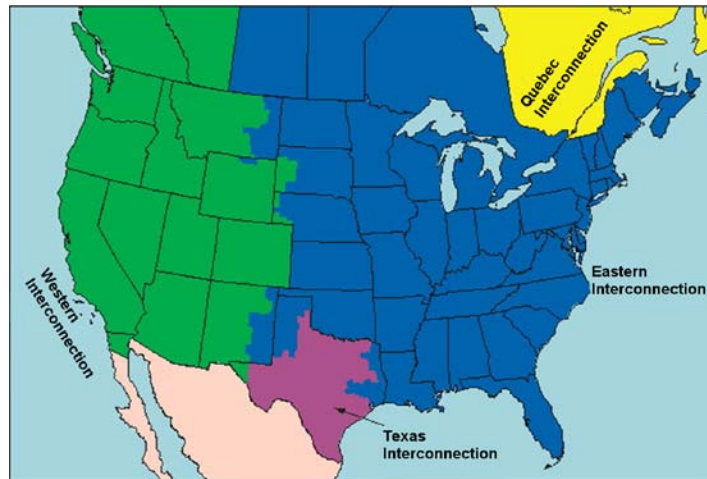 Quebec
Interconnection
Western
Interconnection
Eastern
Interconnection
Texas
Interconnection